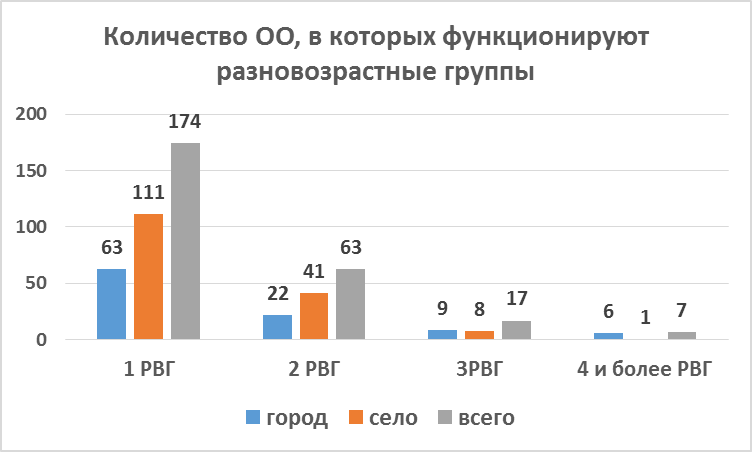 Количество ОО, в которых функционируют
разновозрастные группы
200
150
100
50
0
63
111
174
22
41
63
9
8
17
6
1
7
1 РВГ
2 РВГ
3РВГ
4 и более РВГ
город
село
всего